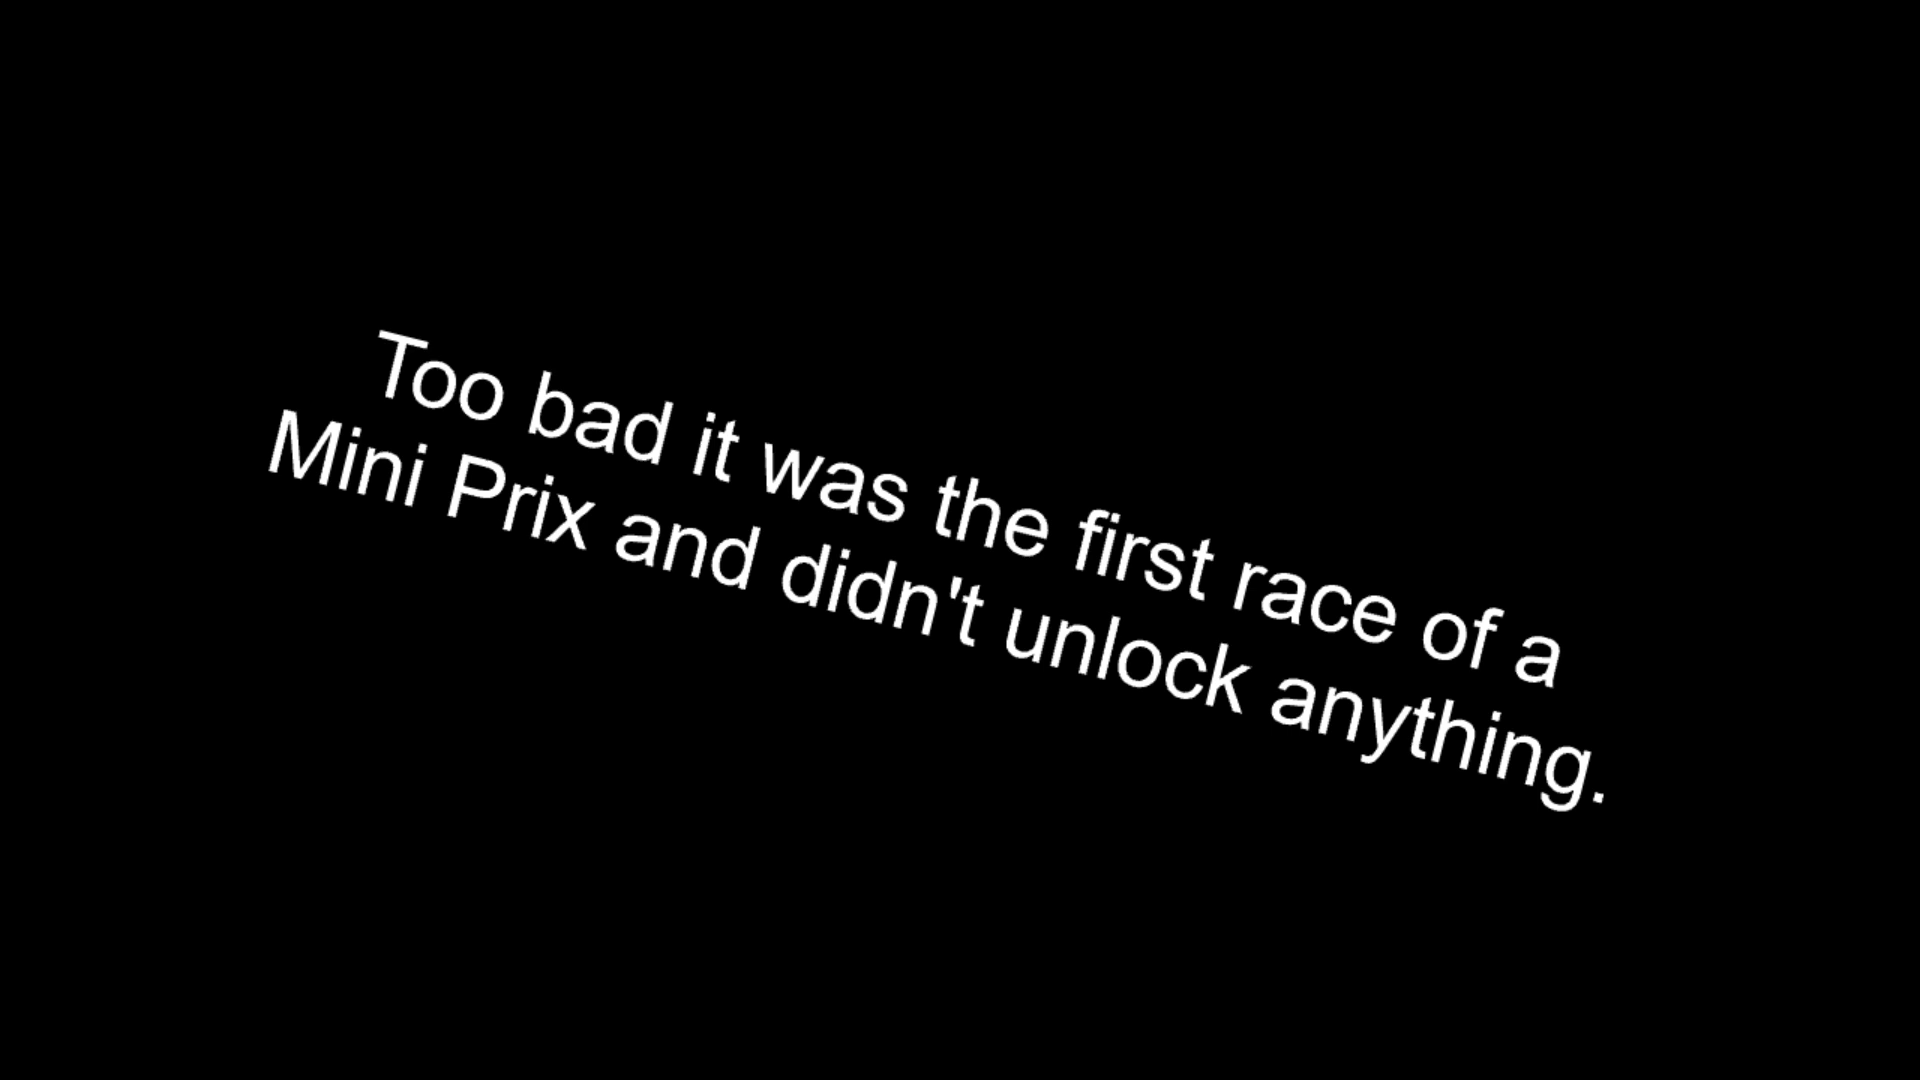 Too bad it was the first race of a
Mini Prix and didn't unlock anything.